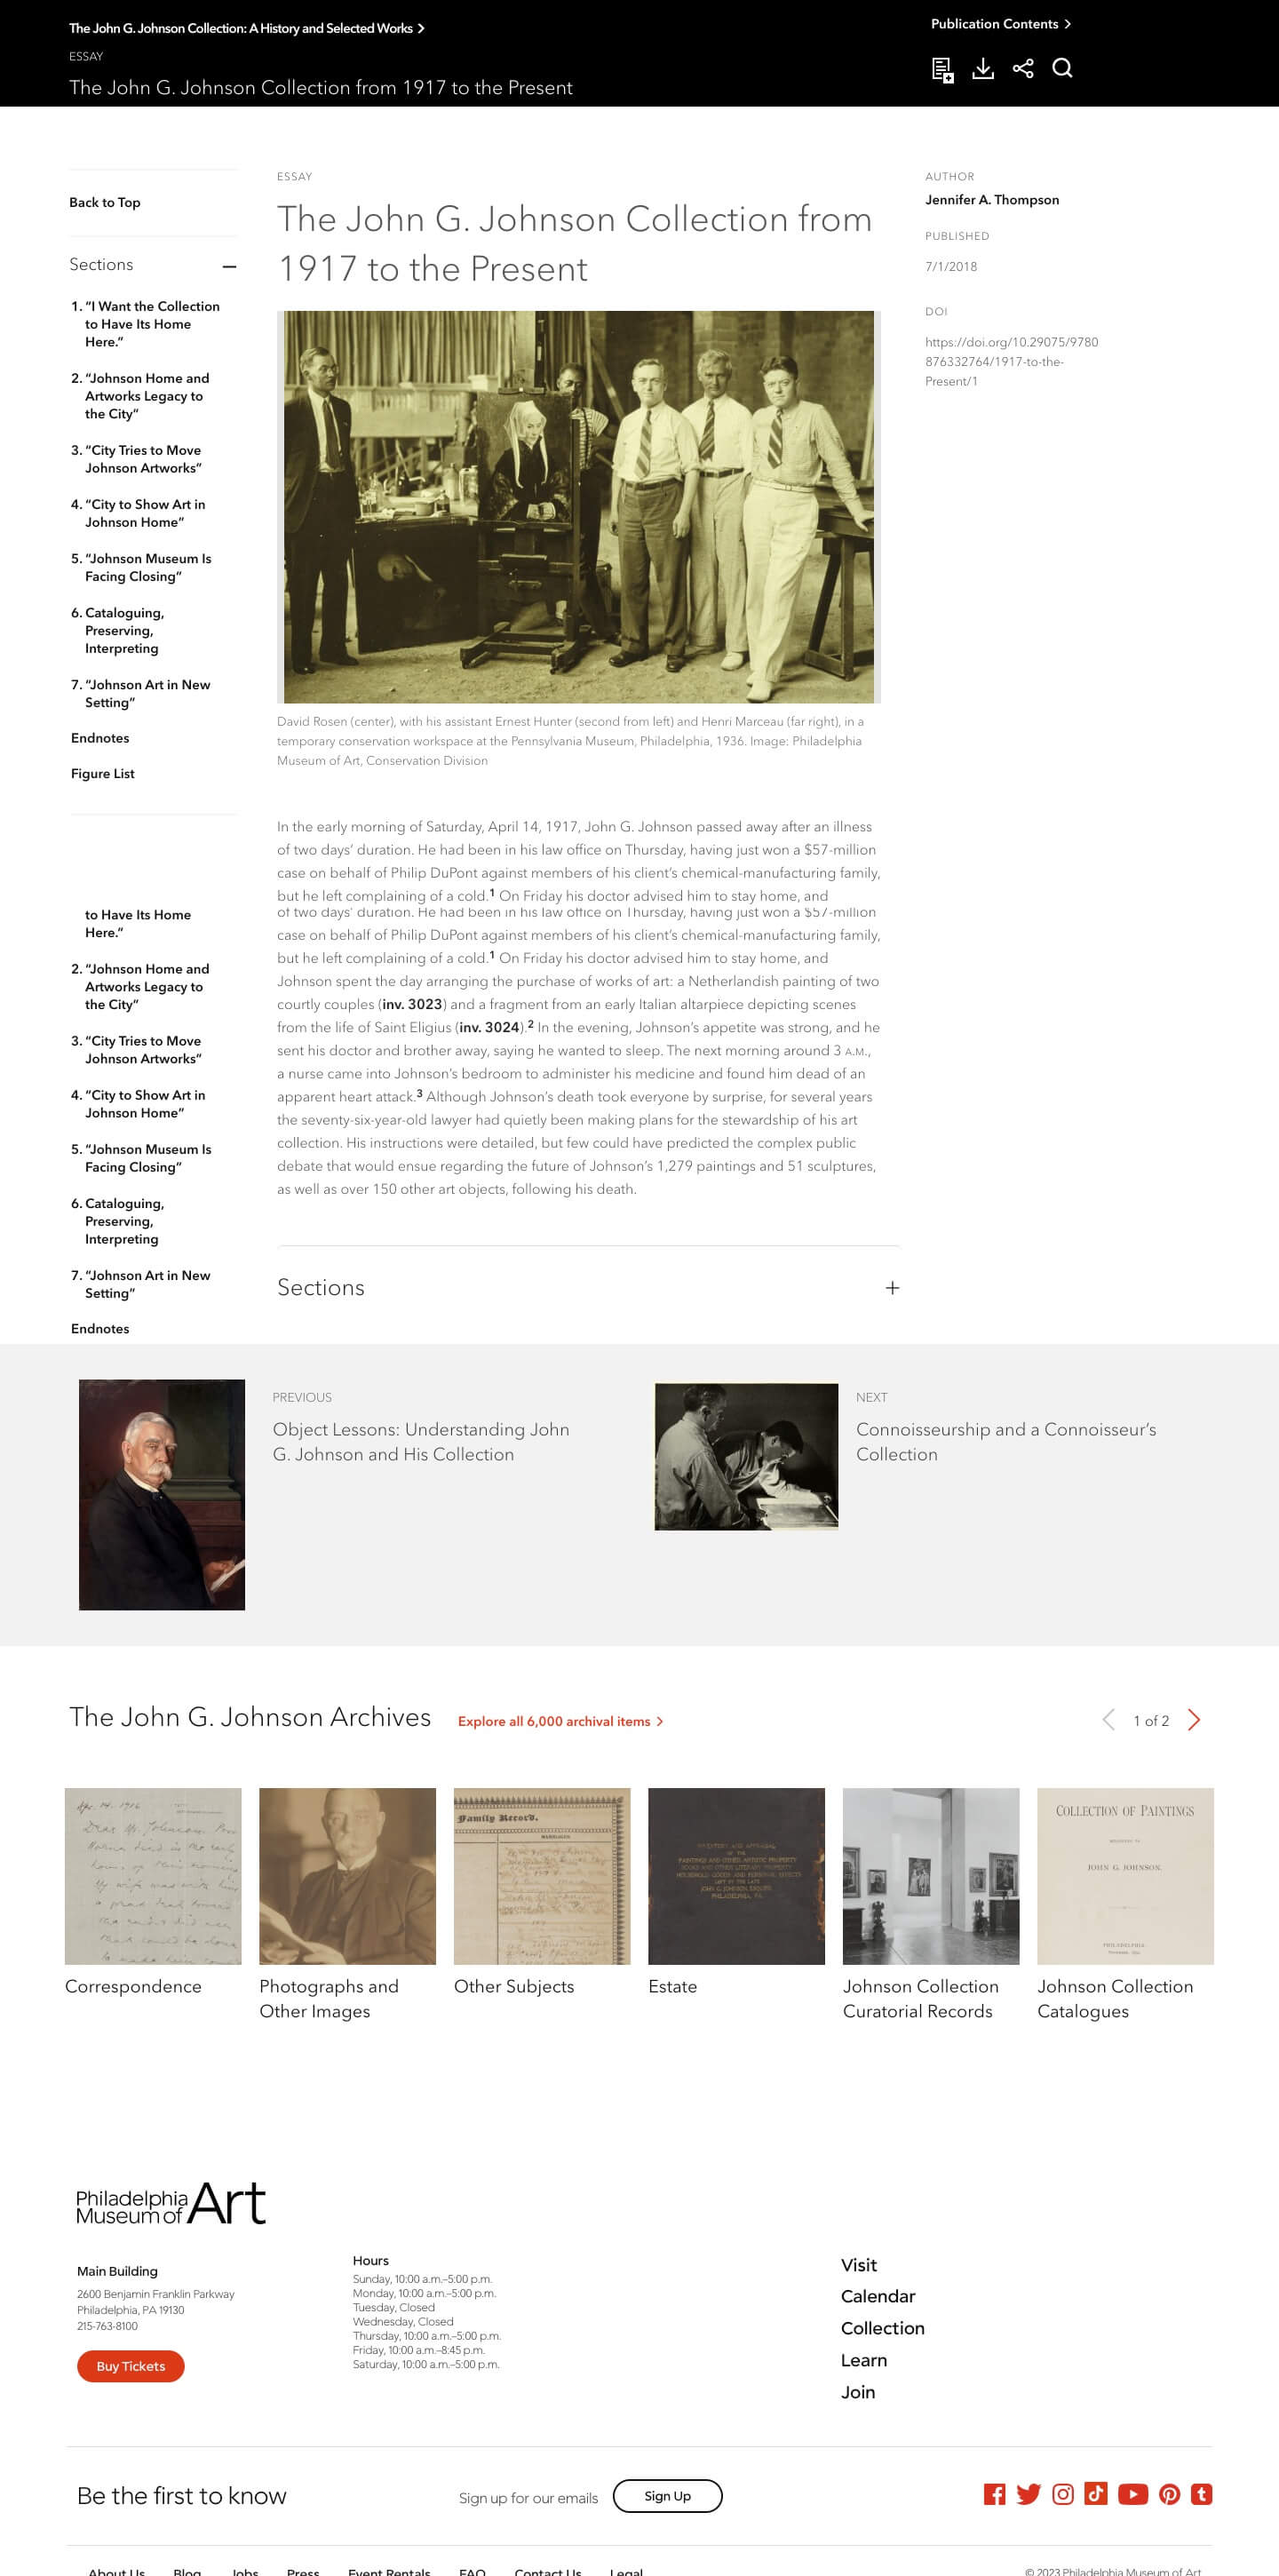 The John G. Johnson Collection: A History and Selected Works
ESSAY
The John G. Johnson Collection from 1917 to the Present
Publication Contents
Back to Top
Sections
1. “I Want the Collection
to Have Its Home
Here.”
2. “Johnson Home and
Artworks Legacy to
the City”
3. “City Tries to Move
Johnson Artworks”
4. “City to Show Art in
Johnson Home”
5. “Johnson Museum Is
Facing Closing”
6. Cataloguing,
Preserving,
Interpreting
7. “Johnson Art in New
Setting”
Endnotes
Figure List
to Have Its Home
Here.”
2. “Johnson Home and
Artworks Legacy to
the City”
3. “City Tries to Move
Johnson Artworks”
4. “City to Show Art in
Johnson Home”
5. “Johnson Museum Is
Facing Closing”
6. Cataloguing,
Preserving,
Interpreting
7. “Johnson Art in New
Setting”
Endnotes
ESSAY
The John G. Johnson Collection from
1917 to the Present
David Rosen (center), with his assistant Ernest Hunter (second from left) and Henri Marceau (far right), in a
temporary conservation workspace at the Pennsylvania Museum, Philadelphia, 1936. Image: Philadelphia
Museum of Art, Conservation Division
In the early morning of Saturday, April 14, 1917, John G. Johnson passed away after an illness
of two days’ duration. He had been in his law office on Thursday, having just won a $57-million
case on behalf of Philip DuPont against members of his client’s chemical-manufacturing family,
but he left complaining of a cold.1 On Friday his doctor advised him to stay home, and
of two days’ duration. He had been in his law office on Thursday, having just won a $57-million
case on behalf of Philip DuPont against members of his client’s chemical-manufacturing family,
but he left complaining of a cold.1 On Friday his doctor advised him to stay home, and
Johnson spent the day arranging the purchase of works of art: a Netherlandish painting of two
courtly couples (inv. 3023) and a fragment from an early Italian altarpiece depicting scenes
from the life of Saint Eligius (inv. 3024).2 In the evening, Johnson’s appetite was strong, and he
sent his doctor and brother away, saying he wanted to sleep. The next morning around 3 A.M.,
a nurse came into Johnson’s bedroom to administer his medicine and found him dead of an
apparent heart attack.3 Although Johnson’s death took everyone by surprise, for several years
the seventy-six-year-old lawyer had quietly been making plans for the stewardship of his art
collection. His instructions were detailed, but few could have predicted the complex public
debate that would ensue regarding the future of Johnson’s 1,279 paintings and 51 sculptures,
as well as over 150 other art objects, following his death.
Sections
AUTHOR
Jennifer A. Thompson
PUBLISHED
7/1/2018
DOI
https://doi.org/10.29075/9780
876332764/1917-to-the-
Present/1
PREVIOUS
Object Lessons: Understanding John
G. Johnson and His Collection
NEXT
Connoisseurship and a Connoisseur’s
Collection
The John G. Johnson Archives
Explore all 6,000 archival items
1 of 2
Family Record.
COLLECTION OF PAINTINGS
JOHN G. JOHNSON.
PHILADELPHIA
Correspondence
Photographs and
Other Images
Other Subjects
Estate
Johnson Collection
Curatorial Records
Johnson Collection
Catalogues
Philadelphia
Museum of Art
Main Building
2600 Benjamin Franklin Parkway
Philadelphia, PA 19130
215-763-8100
Buy Tickets
Hours
Sunday, 10:00 a.m.–5:00 p.m.
Monday, 10:00 a.m.–5:00 p.m.
Tuesday, Closed
Wednesday, Closed
Thursday, 10:00 a.m.–5:00 p.m.
Friday, 10:00 a.m.–8:45 p.m.
Saturday, 10:00 a.m.–5:00 p.m.
Visit
Calendar
Collection
Learn
Join
Be the first to know
Sign up for our emails
Sign Up
About Us Blog Jobs Press Event Rentals FAQ Contact Us Legal
© 2023 Philadelphia Museum of Art